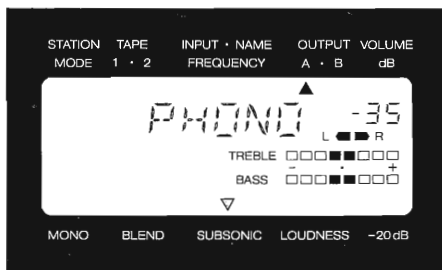 STATION TAPE INPUT · NAME OUTPUT VOLUME
MODE 1 · 2 FREQUENCY A · B dB
PHONO -35
L R
TREBLE
- · +
BASS
MONO BLEND SUBSONIC LOUDNESS -20dB